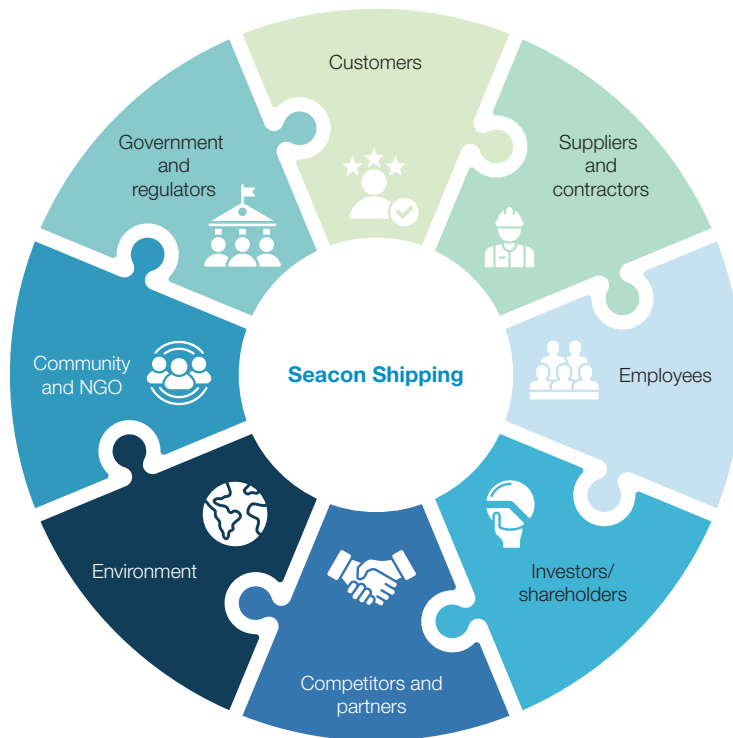 Customers
Suppliers
and
contractors
Employees
Investors/
shareholders
Competitors and
partners
Environment
Community
and NGO
Government
and
regulators
Seacon Shipping